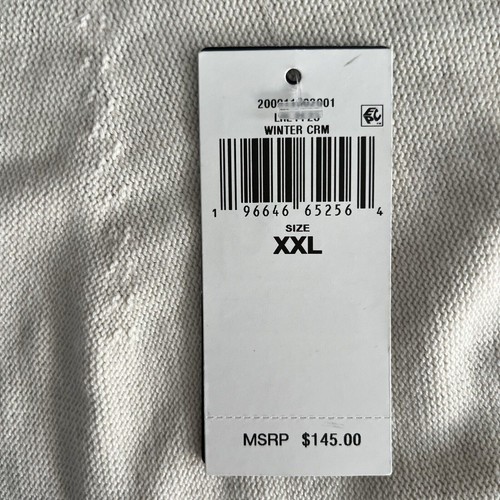 WINTER CRM
1 96646 65256 4
SIZE
XXL
MSRP $145.00